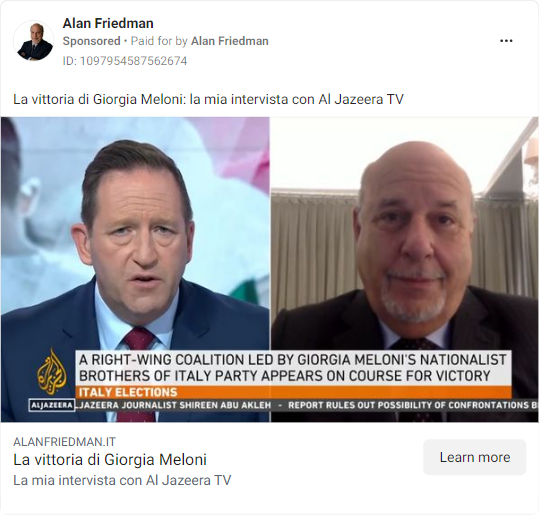 Alan Friedman
Sponsored • Paid for by Alan Friedman
ID: 1097954587562674
La vittoria di Giorgia Meloni: la mia intervista con Al Jazeera TV
A RIGHT-WING COALITION LED BY GIORGIA MELONI'S NATIONALIST
BROTHERS OF ITALY PARTY APPEARS ON COURSE FOR VICTORY
ITALY ELECTIONS
ALJAZEERA JAZEERA JOURNALIST SHIREEN ABU AKLEH - REPORT RULES OUT POSSIBILITY OF CONFRONTATIONS
ALANFRIEDMAN.IT
La vittoria di Giorgia Meloni
La mia intervista con Al Jazeera TV
Learn more